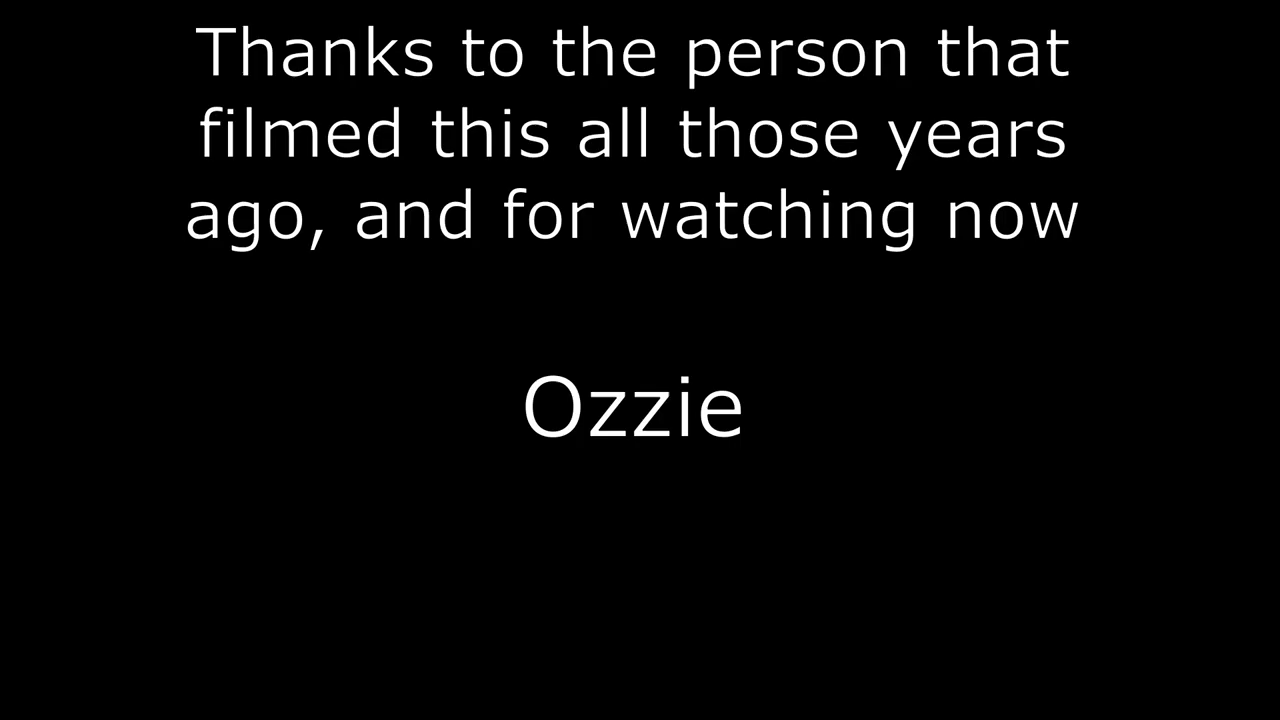 Thanks to the person that
filmed this all those years
ago, and for watching now
Ozzie